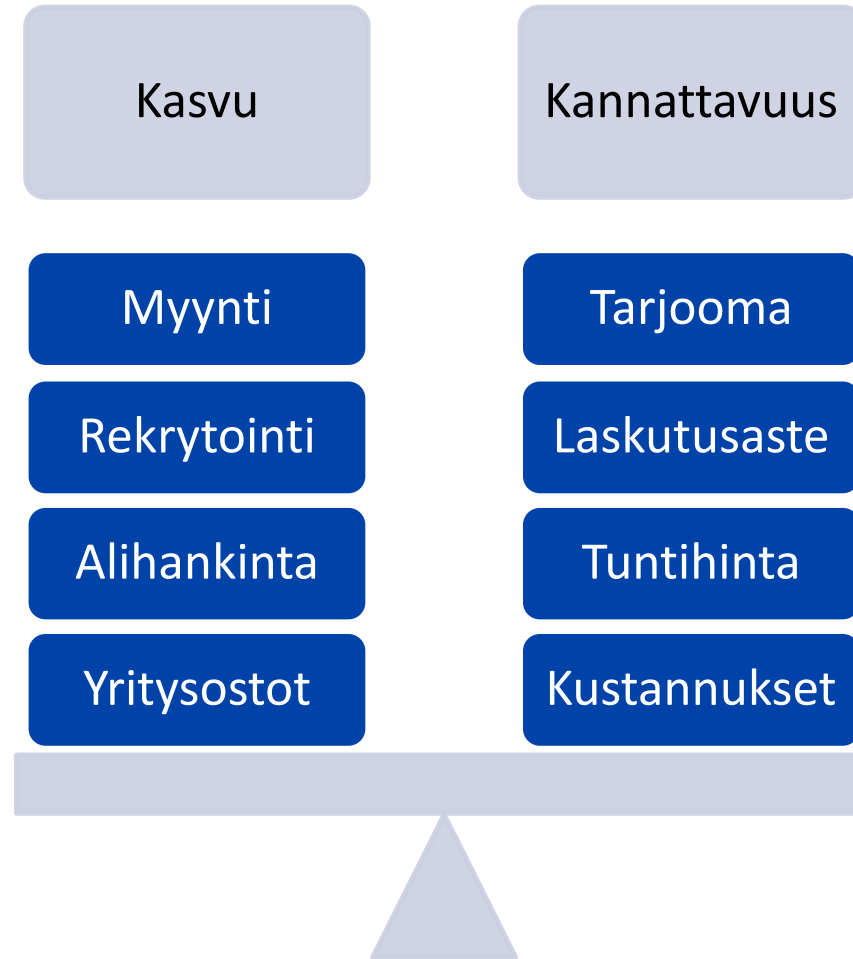 Kasvu
Kannattavuus
Myynti
Tarjooma
Rekrytointi
Laskutusaste
Alihankinta
Tuntihinta
Yritysostot
Kustannukset